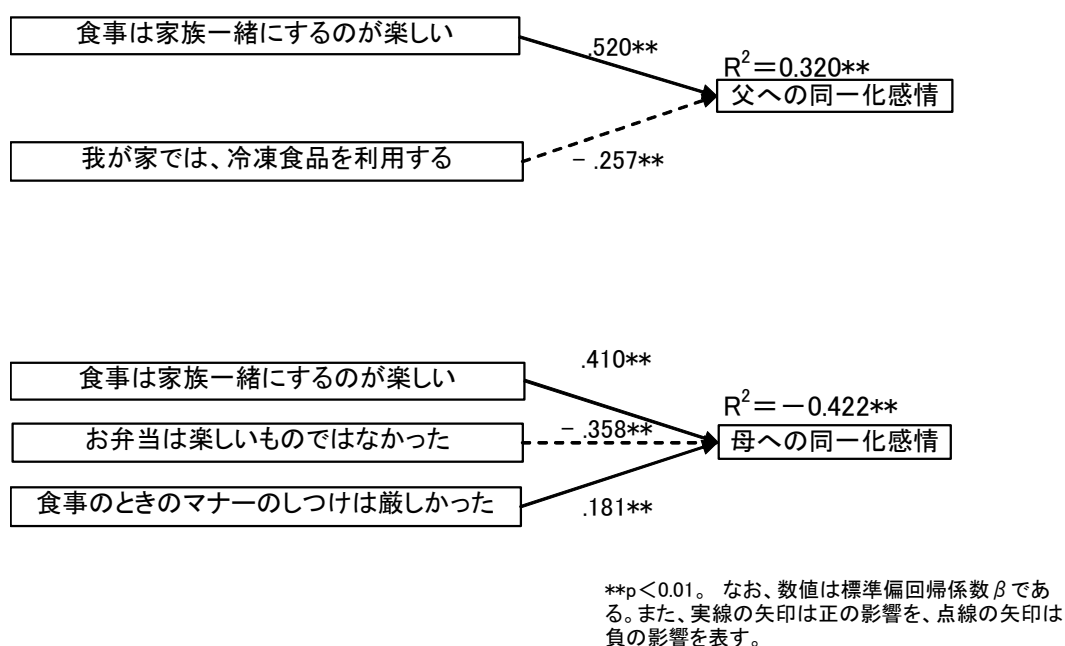 食事は家族一緒にするのが楽しい
.520**
R²＝0.320**
父への同一化感情
我が家では、冷凍食品を利用する
－.257**
食事は家族一緒にするのが楽しい
.410**
R²＝－0.422**
お弁当は楽しいものではなかった
－.358**
母への同一化感情
食事のときのマナーのしつけは厳しかった
.181**
**p＜0.01。 なお、数値は標準偏回帰係数βであ
る。また、実線の矢印は正の影響を、点線の矢印は
負の影響を表す。